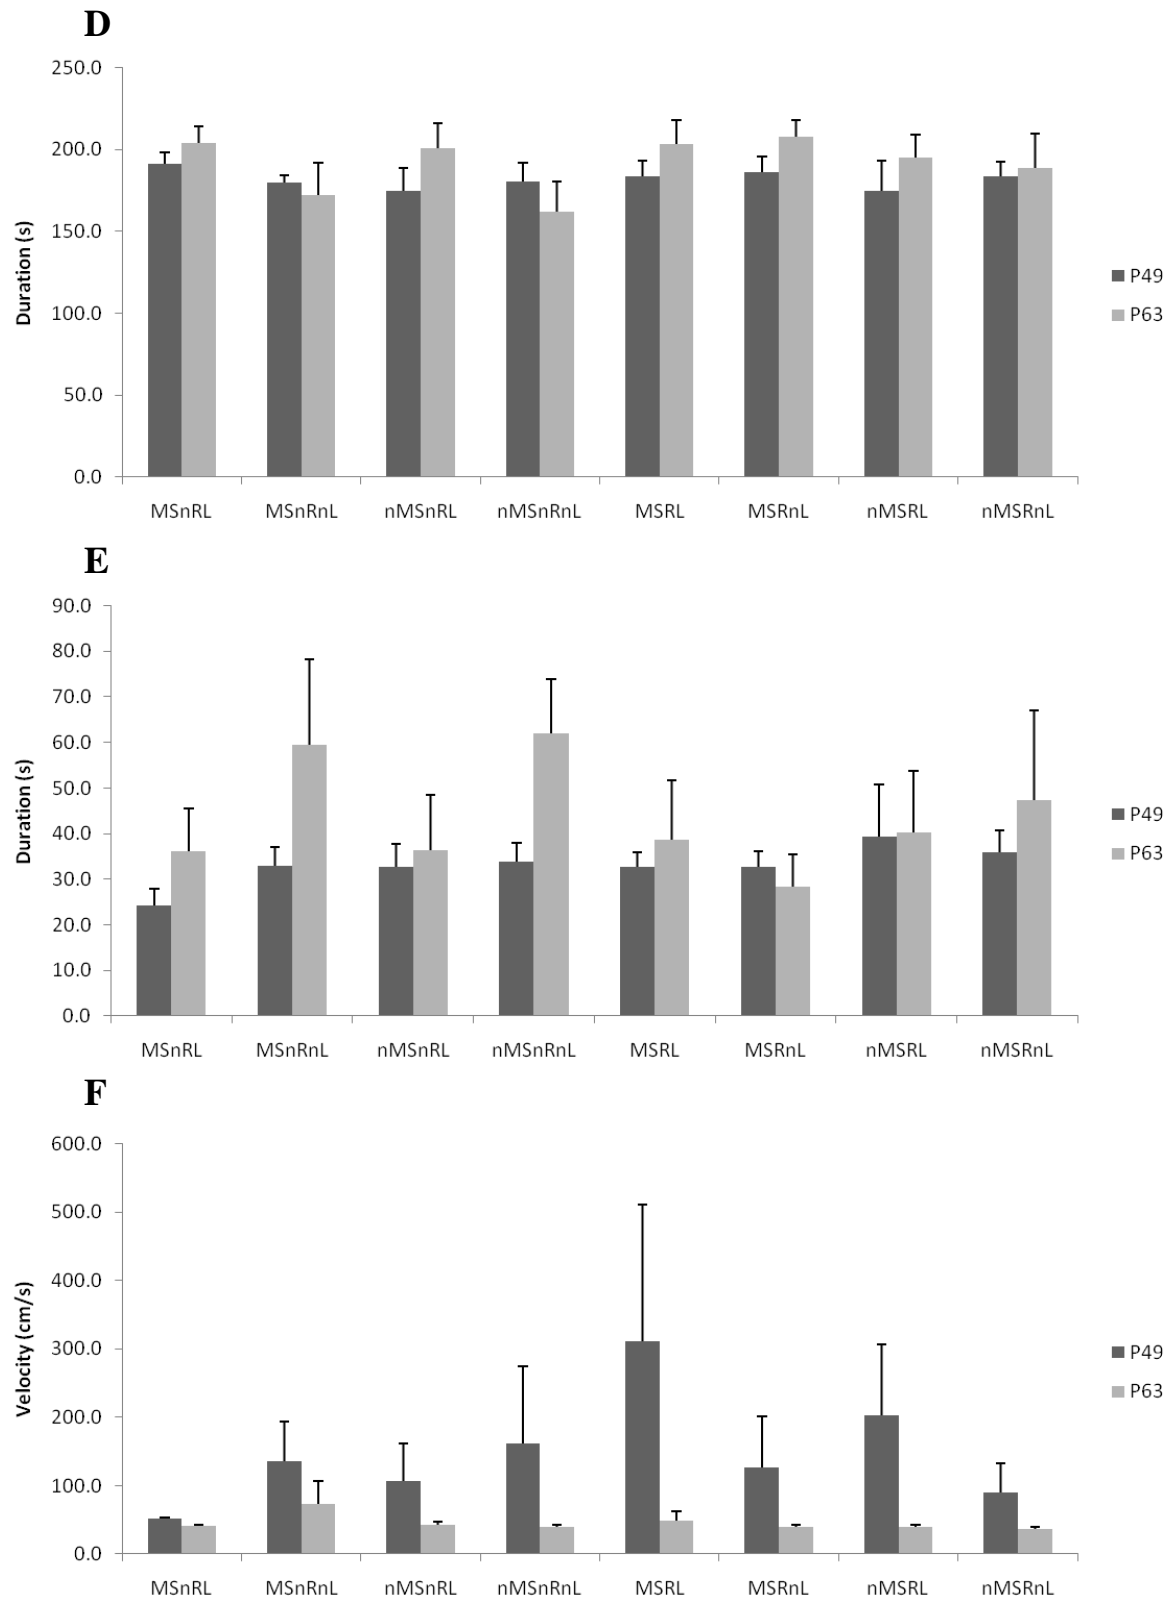 D
250.0
200.0
150.0
100.0
50.0
0.0
Duration (s)
MSnRL MSnRnL nMSnRL nMSnRnL MSRL MSRnL nMSRL nMSRnL
P49
P63
E
90.0
80.0
70.0
60.0
50.0
40.0
30.0
20.0
10.0
0.0
Duration (s)
MSnRL MSnRnL nMSnRL nMSnRnL MSRL MSRnL nMSRL nMSRnL
P49
P63
F
600.0
500.0
400.0
300.0
200.0
100.0
0.0
Velocity (cm/s)
MSnRL MSnRnL nMSnRL nMSnRnL MSRL MSRnL nMSRL nMSRnL
P49
P63